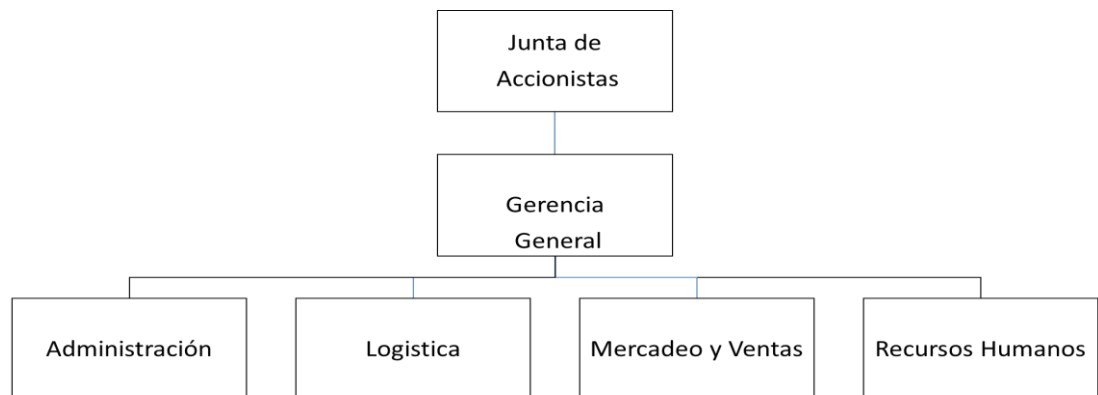 Junta de
Accionistas
Gerencia
General
Administración
Logistica
Mercadeo y Ventas
Recursos Humanos